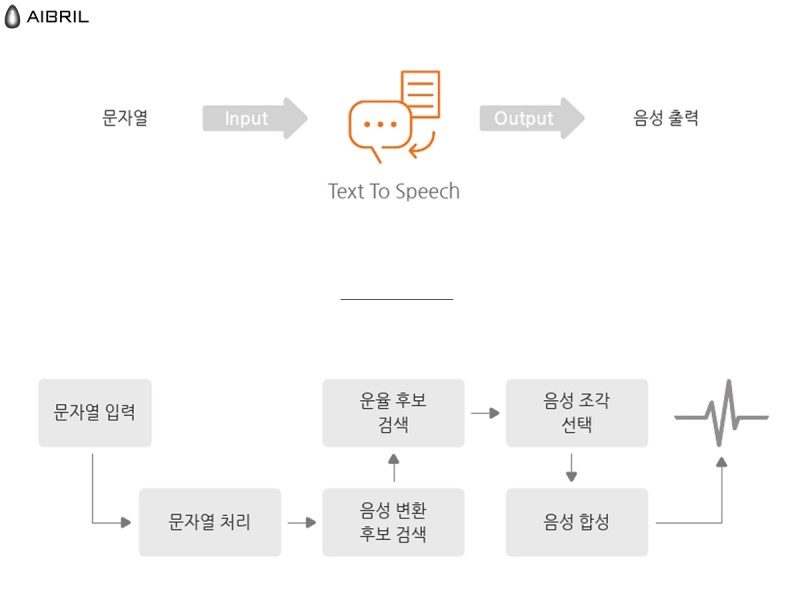 AIBRIL
문자열
Input
Output
음성 출력
Text To Speech
문자열 입력
운율 후보
검색
음성 조각
선택
문자열 처리
음성 변환
후보 검색
음성 합성